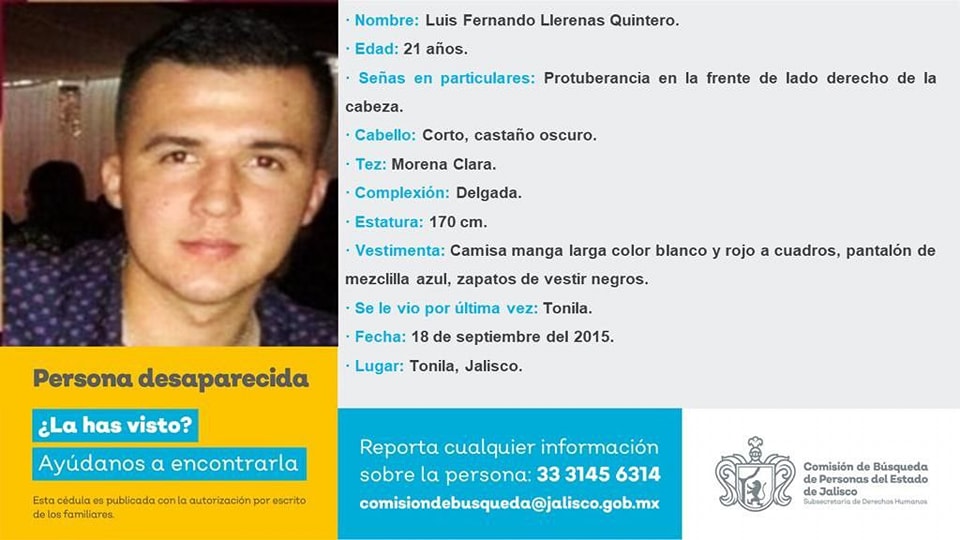 · Nombre: Luis Fernando Llerenas Quintero.
· Edad: 21 años.
· Señas en particulares: Protuberancia en la frente de lado derecho de la
cabeza.
· Cabello: Corto, castaño oscuro.
· Tez: Morena Clara.
· Complexión: Delgada.
· Estatura: 170 cm.
· Vestimenta: Camisa manga larga color blanco y rojo a cuadros, pantalón de
mezclilla azul, zapatos de vestir negros.
· Se le vio por última vez: Tonila.
· Fecha: 18 de septiembre del 2015.
· Lugar: Tonila, Jalisco.
Persona desaparecida
¿La has visto?
Ayúdanos a encontrarla
Esta cédula es publicada con la autorización por escrito
de los familiares.
Reporta cualquier información
sobre la persona: 33 3145 6314
comisiondebusqueda@jalisco.gob.mx
Comisión de Búsqueda
de Personas del Estado
de Jalisco
Subsecretaría de Derechos Humanos